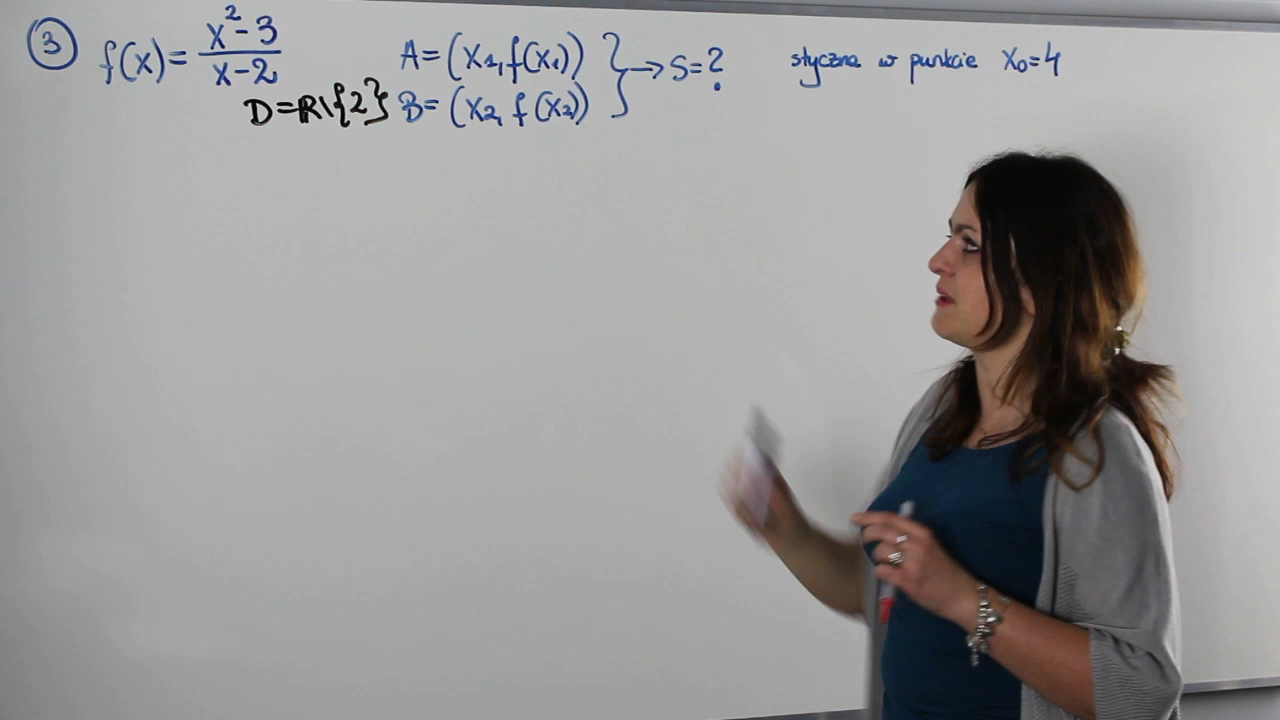 ③ f(x) = x²-3 / x-2
D=R\{2}
A=(x₁, f(x₁))
B=(x₂, f(x₂))
} → S=?
styczna w punkcie x₀=4